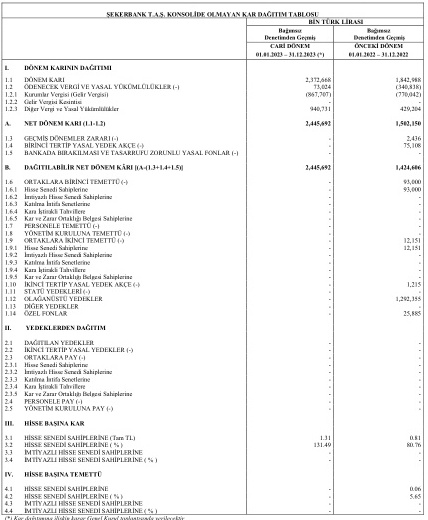 ŞEKERBANK T.A.Ş. KONSOLİDE OLMAYAN KAR DAĞITIM TABLOSU
BİN TÜRK LİRASI
Bağımsız Denetimden Geçmiş Bağımsız Denetimden Geçmiş
CARİ DÖNEM ÖNCEKİ DÖNEM
01.01.2023 – 31.12.2023 (*) 01.01.2022 – 31.12.2022
I. DÖNEM KARININ DAĞITIMI
1.1 DÖNEM KARI 2,372,668 1,842,988
1.2 ÖDENECEK VERGİ VE YASAL YÜKÜMLÜLÜKLER (-) 73,024 (340,838)
1.2.1 Kurumlar Vergisi (Gelir Vergisi) (867,707) (770,042)
1.2.2 Gelir Vergisi Kesintisi - -
1.2.3 Diğer Vergi ve Yasal Yükümlülükler 940,731 429,204
A. NET DÖNEM KARI (1.1-1.2) 2,445,692 1,502,150
1.3 GEÇMİŞ DÖNEMLER ZARARI (-) - 2,436
1.4 BİRİNCİ TERTİP YASAL YEDEK AKÇE (-) - 75,108
1.5 BANKADA BIRAKILMASI VE TASARRUFU ZORUNLU YASAL FONLAR (-) - -
B. DAĞITILABİLİR NET DÖNEM KÂRI [(A-(1.3+1.4+1.5)] 2,445,692 1,424,606
1.6 ORTAKLARA BİRİNCİ TEMETTÜ (-) - 93,000
1.6.1 Hisse Senedi Sahiplerine - 93,000
1.6.2 İmtiyazlı Hisse Senedi Sahiplerine - -
1.6.3 Katılma İntifa Senetlerine - -
1.6.4 Kara İştirakli Tahvillere - -
1.6.5 Kar ve Zarar Ortaklığı Belgesi Sahiplerine - -
1.7 PERSONELE TEMETTÜ (-) - -
1.8 YÖNETİM KURULUNA TEMETTÜ (-) - -
1.9 ORTAKLARA İKİNCİ TEMETTÜ (-) - 12,151
1.9.1 Hisse Senedi Sahiplerine - 12,151
1.9.2 İmtiyazlı Hisse Senedi Sahiplerine - -
1.9.3 Katılma İntifa Senetlerine - -
1.9.4 Kara İştirakli Tahvillere - -
1.9.5 Kar ve Zarar Ortaklığı Belgesi Sahiplerine - -
1.10 İKİNCİ TERTİP YASAL YEDEK AKÇE (-) - 1,215
1.11 STATÜ YEDEKLERİ (-) - -
1.12 OLAĞANÜSTÜ YEDEKLER - 1,292,355
1.13 DİĞER YEDEKLER - -
1.14 ÖZEL FONLAR - 25,885
II. YEDEKLERDEN DAĞITIM
2.1 DAĞITILAN YEDEKLER - -
2.2 İKİNCİ TERTİP YASAL YEDEKLER (-) - -
2.3 ORTAKLARA PAY (-) - -
2.3.1 Hisse Senedi Sahiplerine - -
2.3.2 İmtiyazlı Hisse Senedi Sahiplerine - -
2.3.3 Katılma İntifa Senetlerine - -
2.3.4 Kara İştirakli Tahvillere - -
2.3.5 Kar ve Zarar Ortaklığı Belgesi Sahiplerine - -
2.4 PERSONELE PAY (-) - -
2.5 YÖNETİM KURULUNA PAY (-) - -
III. HİSSE BAŞINA KAR
3.1 HİSSE SENEDİ SAHİPLERİNE (Tam TL) 1.31 0.81
3.2 HİSSE SENEDİ SAHİPLERİNE ( % ) 131.49 80.76
3.3 İMTİYAZLI HİSSE SENEDİ SAHİPLERİNE - -
3.4 İMTİYAZLI HİSSE SENEDİ SAHİPLERİNE ( % ) - -
IV. HİSSE BAŞINA TEMETTÜ
4.1 HİSSE SENEDİ SAHİPLERİNE - 0.06
4.2 HİSSE SENEDİ SAHİPLERİNE ( % ) - 5.65
4.3 İMTİYAZLI HİSSE SENEDİ SAHİPLERİNE - -
4.4 İMTİYAZLI HİSSE SENEDİ SAHİPLERİNE ( % ) - -
(*) Kar dağıtımına ilişkin karar Genel Kurul toplantısında verilecektir.